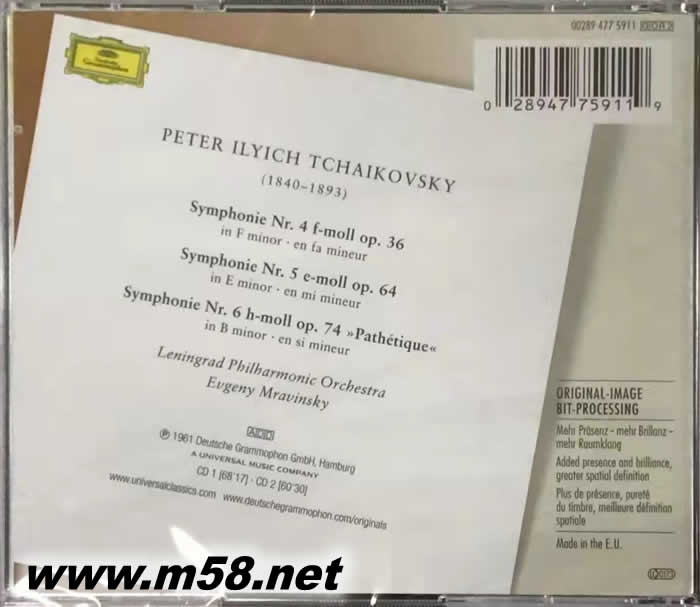 00289 477 5911
0 28947 75911 9
Deutsche
Grammophon
PETER ILYICH TCHAIKOVSKY
(1840–1893)
Symphonie Nr. 4 f-moll op. 36
in F minor · en fa mineur
Symphonie Nr. 5 e-moll op. 64
in E minor · en mi mineur
Symphonie Nr. 6 h-moll op. 74 »Pathétique«
in B minor · en si mineur
Leningrad Philharmonic Orchestra
Evgeny Mravinsky
ADD
℗ 1961 Deutsche Grammophon GmbH, Hamburg
A UNIVERSAL MUSIC COMPANY
CD 1 [68'17] · CD 2 [60'30]
www.universalclassics.com www.deutschegrammophon.com/originals
ORIGINAL-IMAGE
BIT-PROCESSING
Mehr Präsenz – mehr Brillanz –
mehr Raumklang
Added presence and brilliance,
greater spatial definition
Plus de présence, pureté
du timbre, meilleure définition
spatiale
Made in the E.U.
www.m58.net